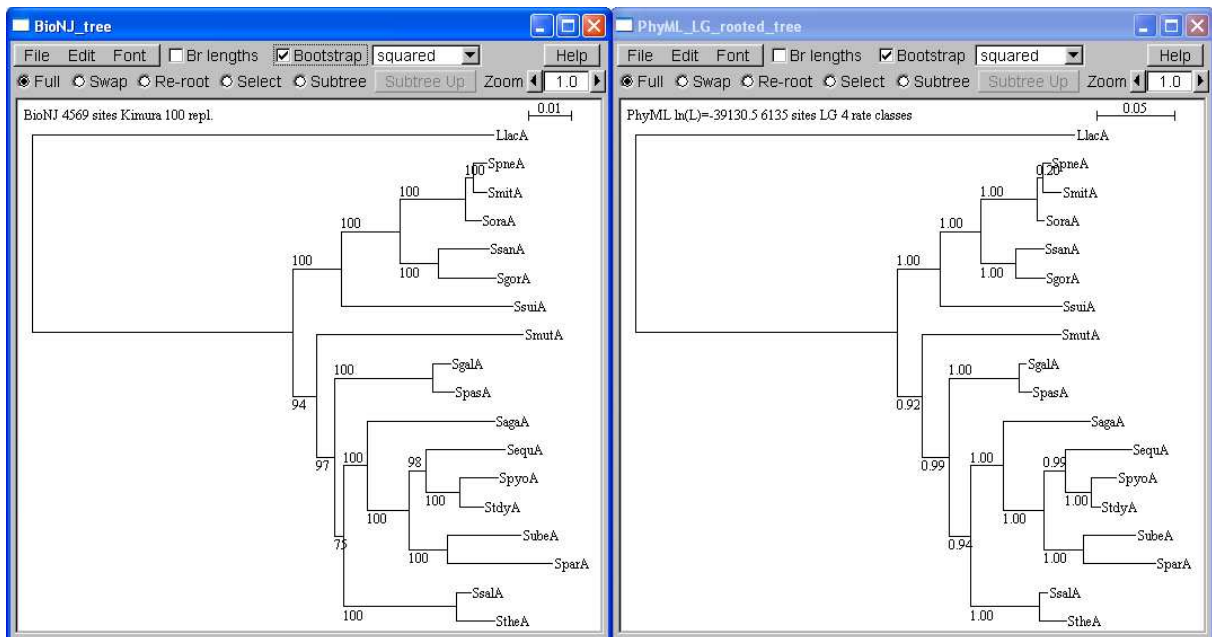 BioNJ_tree
File Edit Font Br lengths Bootstrap squared Help
Full Swap Re-root Select Subtree Subtree Up Zoom 1.0
BioNJ 4569 sites Kimura 100 repl.
0.01
LlacA
SpneA
100
SmitA
100
SoraA
100
SsanA
100
SgorA
100
SsuiA
SmutA
SgalA
100
SpasA
94
SagaA
SequA
98
97
100
SpyoA
100
StdyA
100
SubeA
75
100
SparA
SsalA
100
StheA
PhyML_LG_rooted_tree
File Edit Font Br lengths Bootstrap squared Help
Full Swap Re-root Select Subtree Subtree Up Zoom 1.0
PhyML ln(L)=-39130.5 6135 sites LG 4 rate classes
0.05
LlacA
SpneA
0.20
SmitA
1.00
SoraA
1.00
SsanA
1.00
SgorA
1.00
SsuiA
SmutA
SgalA
1.00
SpasA
0.92
SagaA
SequA
0.99
0.99
1.00
SpyoA
1.00
StdyA
1.00
SubeA
0.94
1.00
SparA
SsalA
1.00
StheA